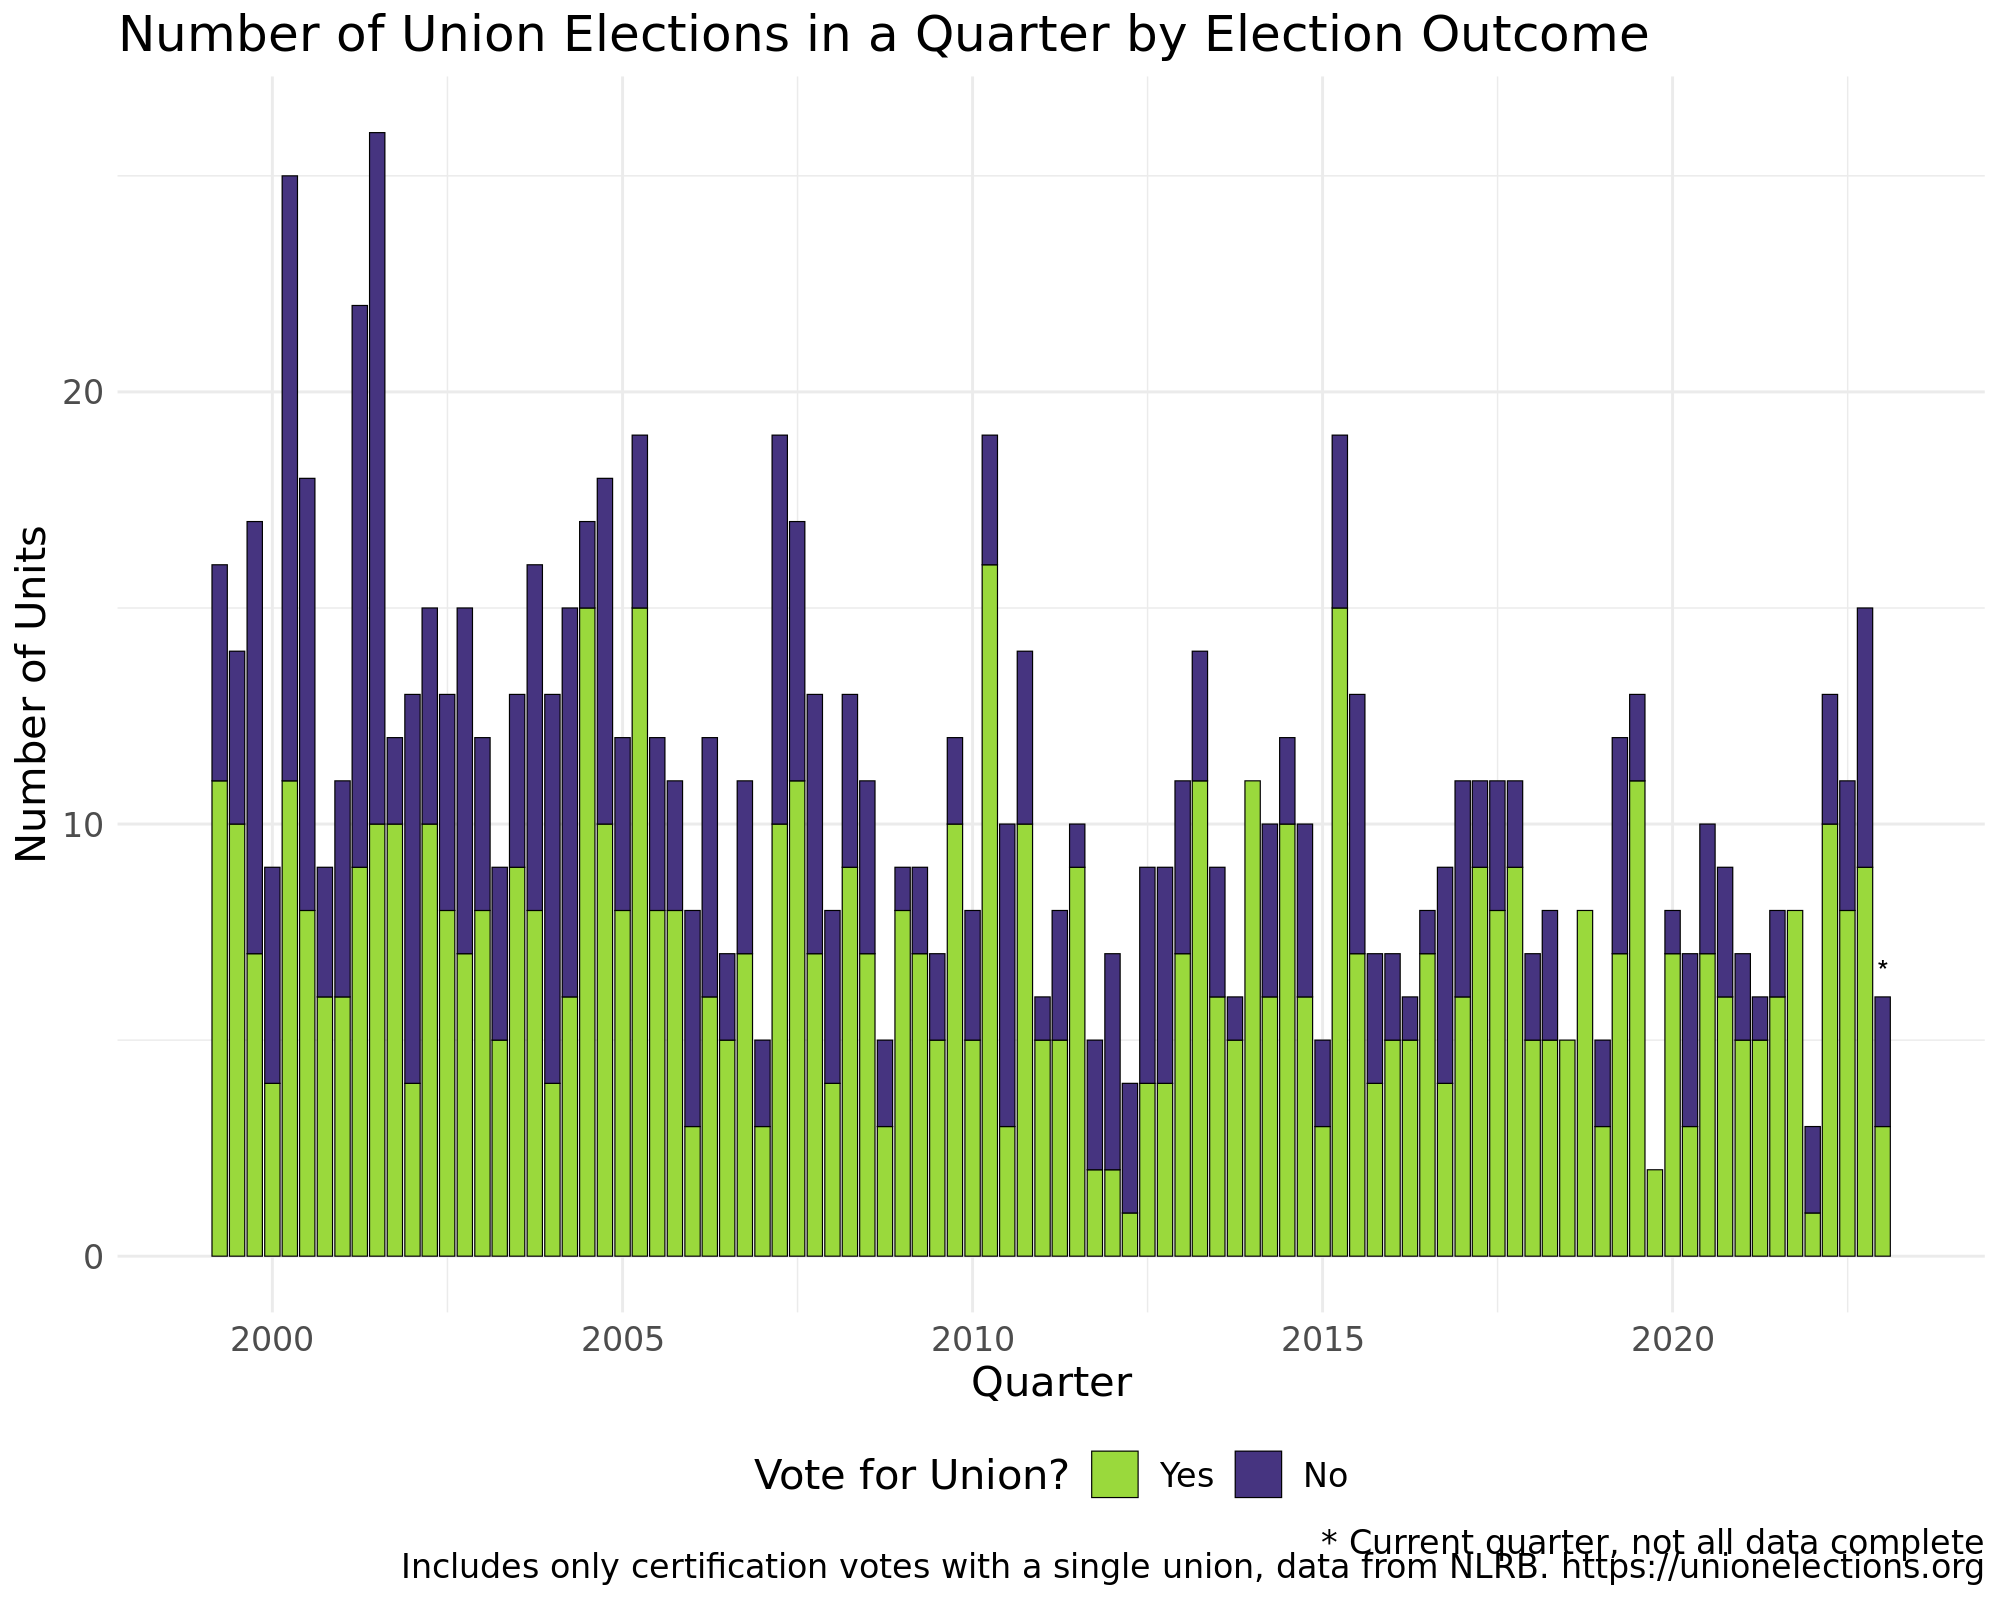 Number of Union Elections in a Quarter by Election Outcome
Number of Units
20
10
0
*
2000 2005 2010 2015 2020
Quarter
Vote for Union? Yes No
* Current quarter, not all data complete
Includes only certification votes with a single union, data from NLRB. https://unionelections.org